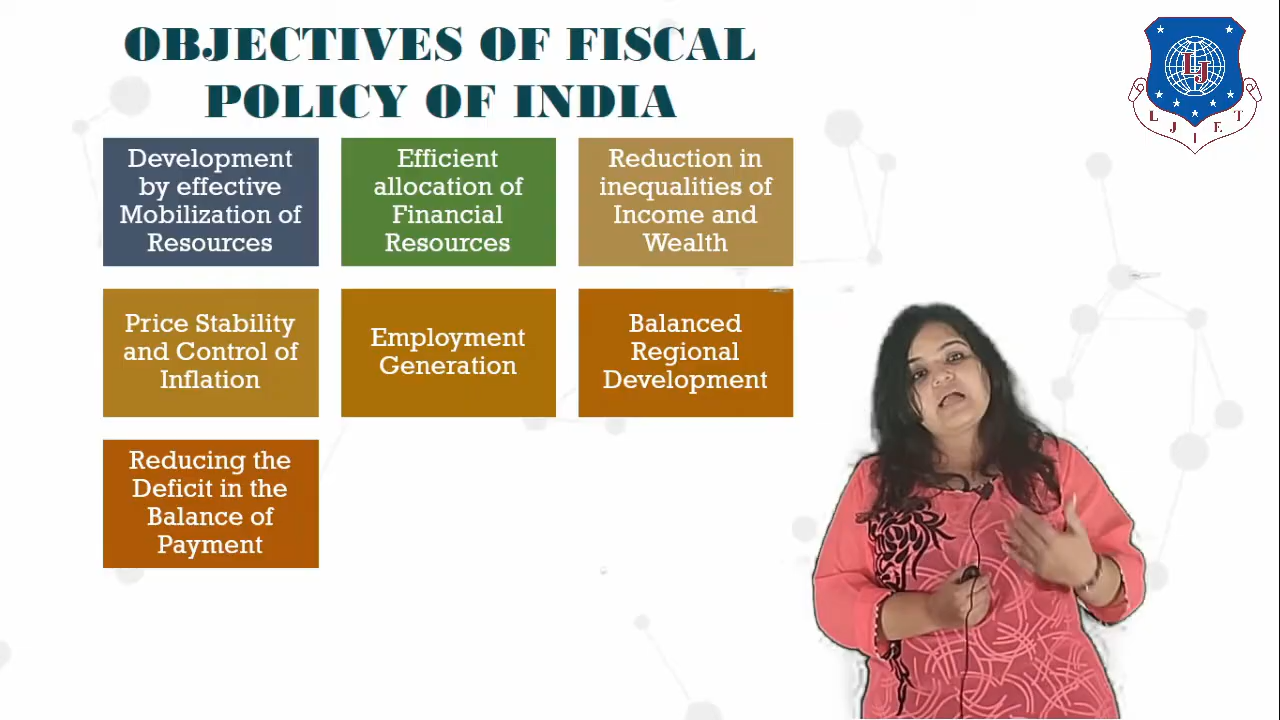 OBJECTIVES OF FISCAL
POLICY OF INDIA
Development
by effective
Mobilization of
Resources
Efficient
allocation of
Financial
Resources
Reduction in
inequalities of
Income and
Wealth
Price Stability
and Control of
Inflation
Employment
Generation
Balanced
Regional
Development
Reducing the
Deficit in the
Balance of
Payment
LJ
LJIET